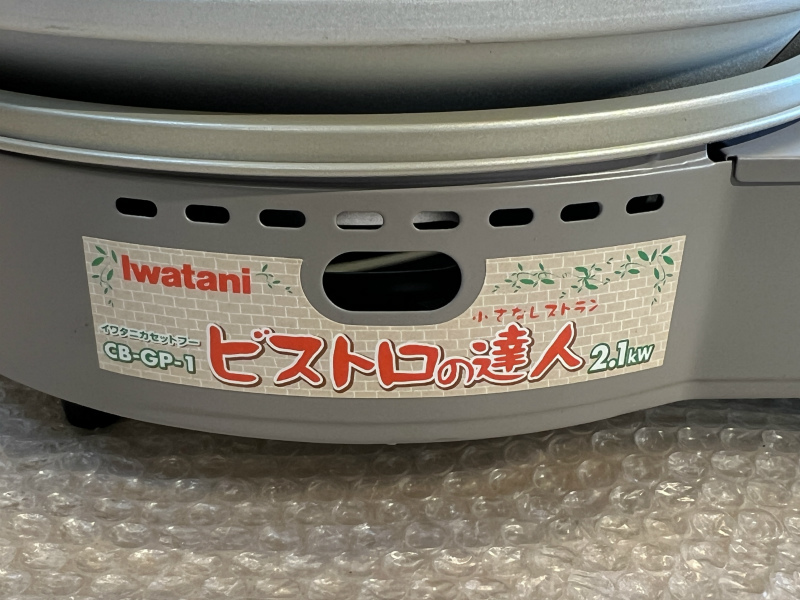 Iwatani
小さなレストラン
イワタニカセットフー
CB-GP-1
ビストロの達人
2.1kW